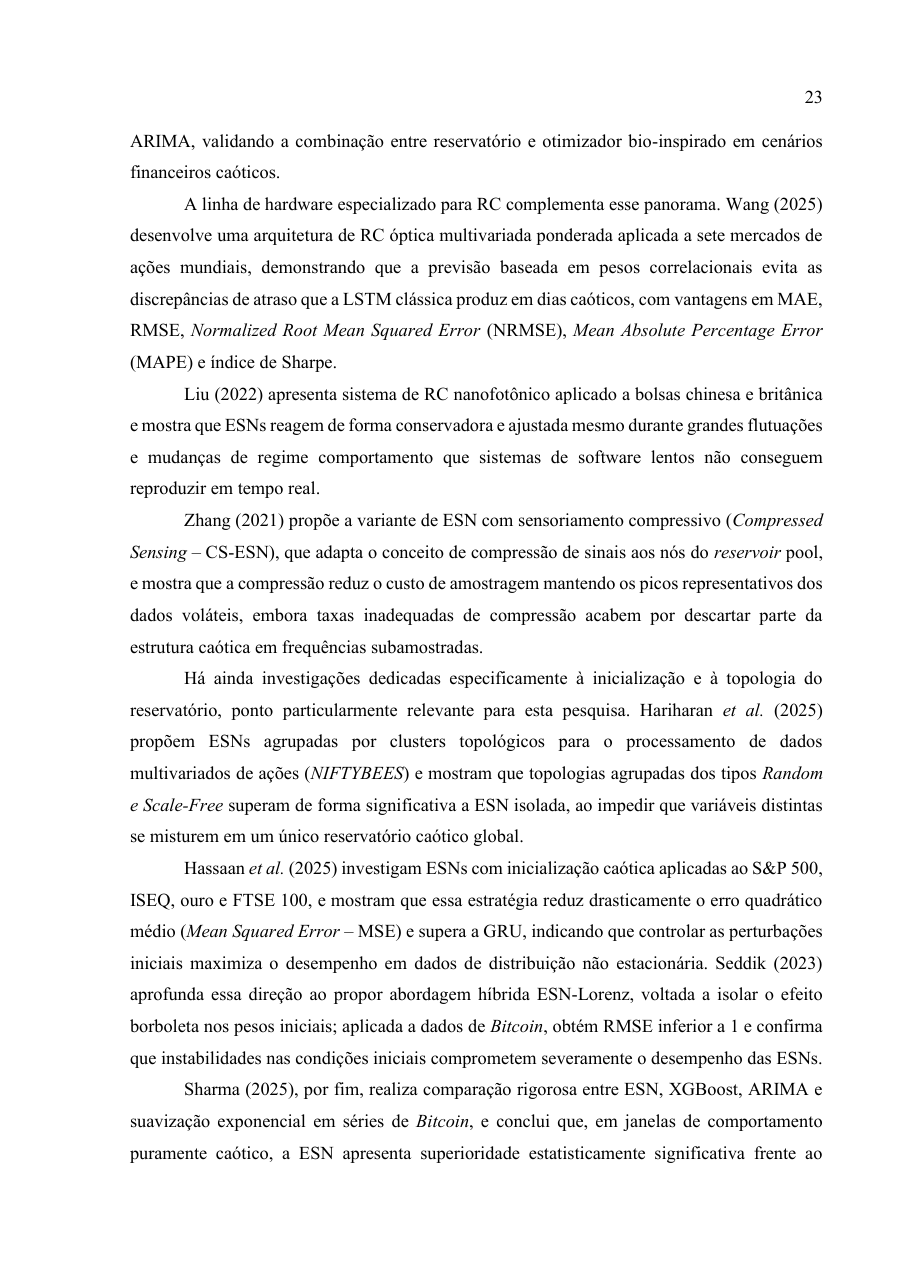 23
ARIMA, validando a combinação entre reservatório e otimizador bio-inspirado em cenários
financeiros caóticos.
A linha de hardware especializado para RC complementa esse panorama. Wang (2025)
desenvolve uma arquitetura de RC óptica multivariada ponderada aplicada a sete mercados de
ações mundiais, demonstrando que a previsão baseada em pesos correlacionais evita as
discrepâncias de atraso que a LSTM clássica produz em dias caóticos, com vantagens em MAE,
RMSE, Normalized Root Mean Squared Error (NRMSE), Mean Absolute Percentage Error
(MAPE) e índice de Sharpe.
Liu (2022) apresenta sistema de RC nanofotônico aplicado a bolsas chinesa e britânica
e mostra que ESNs reagem de forma conservadora e ajustada mesmo durante grandes flutuações
e mudanças de regime comportamento que sistemas de software lentos não conseguem
reproduzir em tempo real.
Zhang (2021) propõe a variante de ESN com sensoriamento compressivo (Compressed
Sensing – CS-ESN), que adapta o conceito de compressão de sinais aos nós do reservoir pool,
e mostra que a compressão reduz o custo de amostragem mantendo os picos representativos dos
dados voláteis, embora taxas inadequadas de compressão acabem por descartar parte da
estrutura caótica em frequências subamostradas.
Há ainda investigações dedicadas especificamente à inicialização e à topologia do
reservatório, ponto particularmente relevante para esta pesquisa. Hariharan et al. (2025)
propõem ESNs agrupadas por clusters topológicos para o processamento de dados
multivariados de ações (NIFTYBEES) e mostram que topologias agrupadas dos tipos Random
e Scale-Free superam de forma significativa a ESN isolada, ao impedir que variáveis distintas
se misturem em um único reservatório caótico global.
Hassaan et al. (2025) investigam ESNs com inicialização caótica aplicadas ao S&P 500,
ISEQ, ouro e FTSE 100, e mostram que essa estratégia reduz drasticamente o erro quadrático
médio (Mean Squared Error – MSE) e supera a GRU, indicando que controlar as perturbações
iniciais maximiza o desempenho em dados de distribuição não estacionária. Seddik (2023)
aprofunda essa direção ao propor abordagem híbrida ESN-Lorenz, voltada a isolar o efeito
borboleta nos pesos iniciais; aplicada a dados de Bitcoin, obtém RMSE inferior a 1 e confirma
que instabilidades nas condições iniciais comprometem severamente o desempenho das ESNs.
Sharma (2025), por fim, realiza comparação rigorosa entre ESN, XGBoost, ARIMA e
suavização exponencial em séries de Bitcoin, e conclui que, em janelas de comportamento
puramente caótico, a ESN apresenta superioridade estatisticamente significativa frente ao